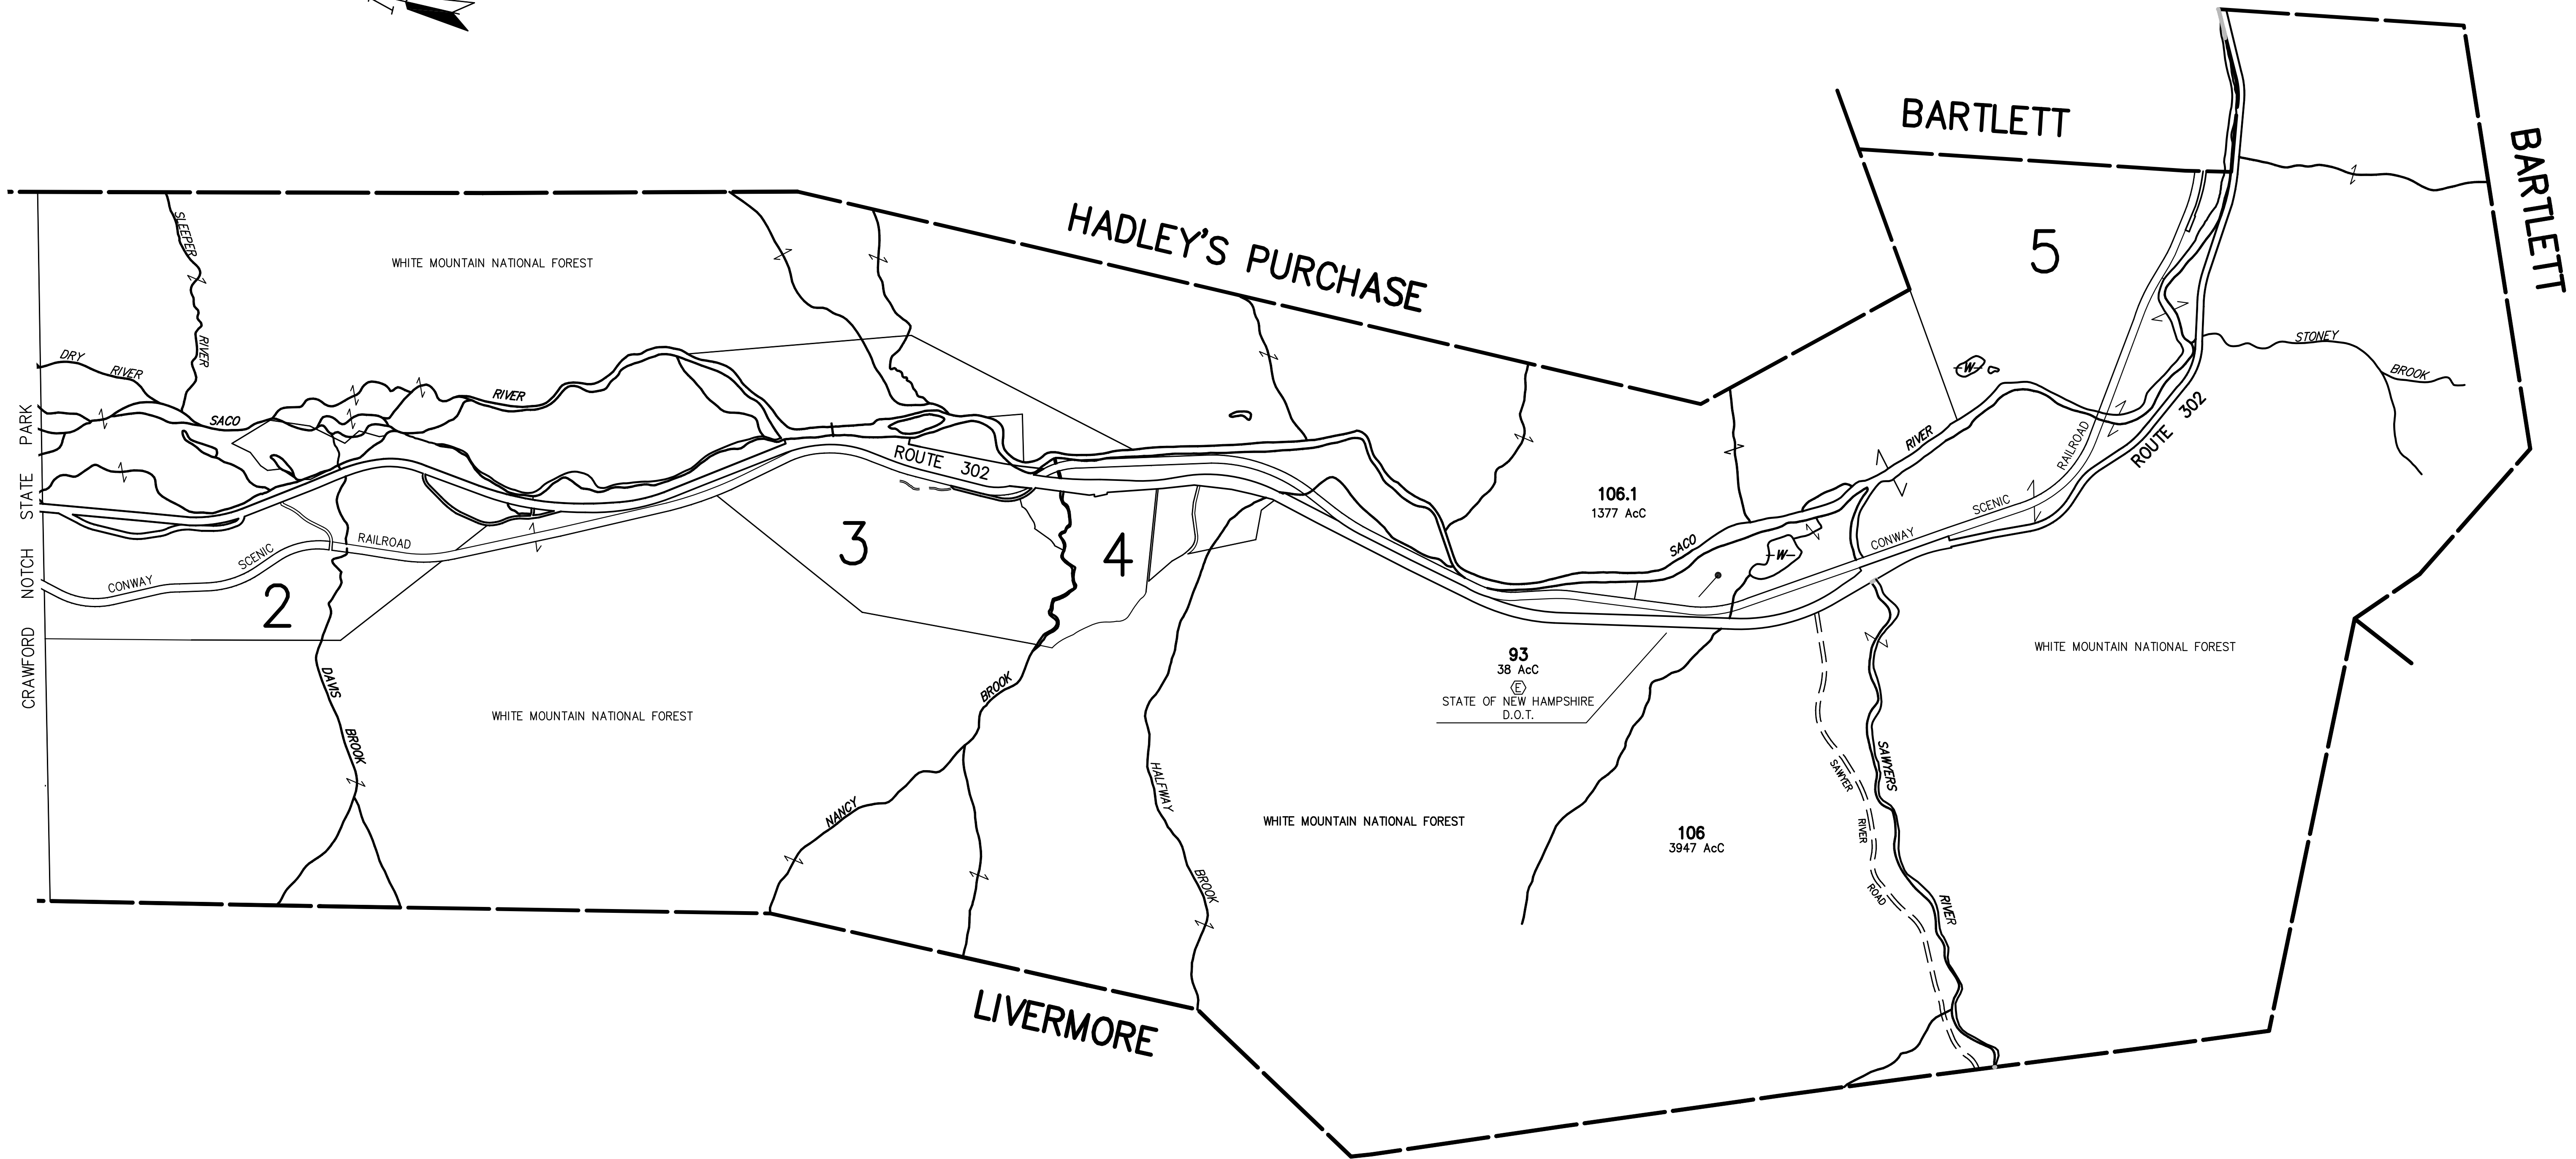 BARTLETT
BARTLETT
HADLEY'S PURCHASE
SLEEPER
RIVER
WHITE MOUNTAIN NATIONAL FOREST
5
DRY
RIVER
SACO
RIVER
STONEY
BROOK
-W-
ROUTE 302
RAILROAD
RIVER
ROUTE 302
CRAWFORD NOTCH STATE PARK
106.1
1377 AcC
SCENIC
CONWAY
SACO
-W-
3
4
2
CONWAY
SCENIC
RAILROAD
93
38 AcC
E
STATE OF NEW HAMPSHIRE
D.O.T.
WHITE MOUNTAIN NATIONAL FOREST
DAVIS
BROOK
WHITE MOUNTAIN NATIONAL FOREST
BROOK
NANCY
HALFWAY
BROOK
WHITE MOUNTAIN NATIONAL FOREST
106
3947 AcC
SAWYER
RIVER
ROAD
SAWYERS
RIVER
LIVERMORE